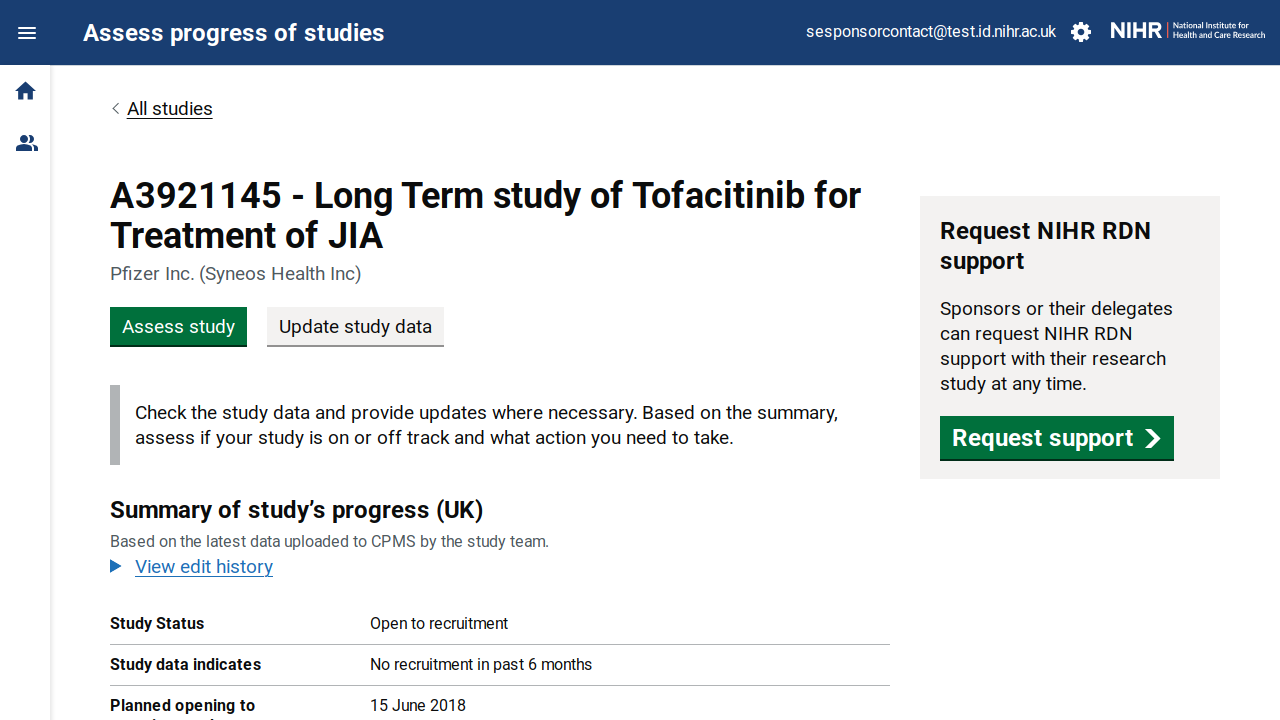 Assess progress of studies
sesponsorcontact@test.id.nihr.ac.uk
NIHR | National Institute for
Health and Care Research
All studies
A3921145 - Long Term study of Tofacitinib for
Treatment of JIA
Pfizer Inc. (Syneos Health Inc)
Assess study
Update study data
Check the study data and provide updates where necessary. Based on the summary,
assess if your study is on or off track and what action you need to take.
Summary of study’s progress (UK)
Based on the latest data uploaded to CPMS by the study team.
View edit history
Study Status
Open to recruitment
Study data indicates
No recruitment in past 6 months
Planned opening to
15 June 2018
Request NIHR RDN
support
Sponsors or their delegates
can request NIHR RDN
support with their research
study at any time.
Request support